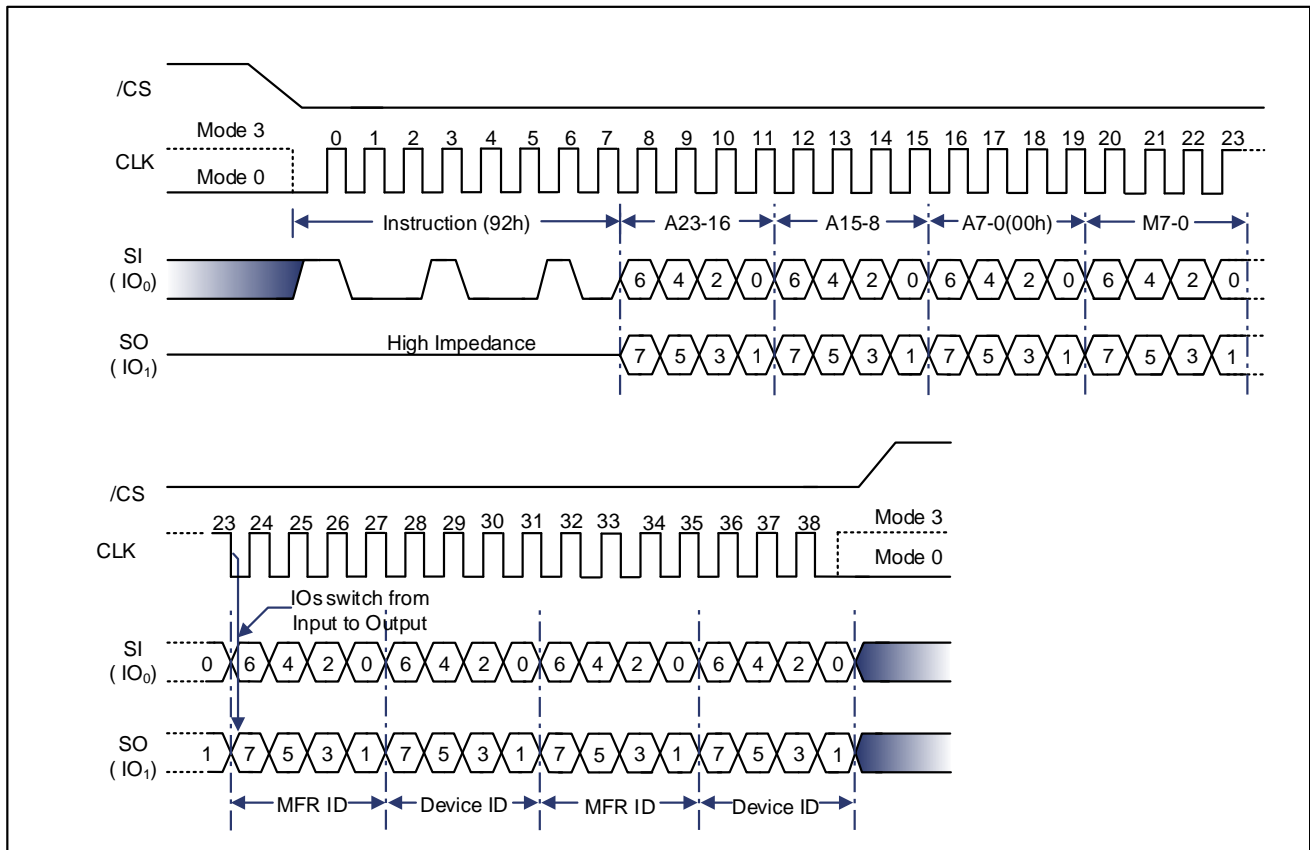 /CS
Mode 3
0 1 2 3 4 5 6 7 8 9 10 11 12 13 14 15 16 17 18 19 20 21 22 23
CLK
Mode 0
Instruction (92h) A23-16 A15-8 A7-0(00h) M7-0
SI
( IO0) 6 4 2 0 6 4 2 0 6 4 2 0 6 4 2 0
High Impedance
SO
( IO1) 7 5 3 1 7 5 3 1 7 5 3 1 7 5 3 1
/CS
23 24 25 26 27 28 29 30 31 32 33 34 35 36 37 38 Mode 3
CLK
Mode 0
IOs switch from
Input to Output
SI
( IO0) 0 6 4 2 0 6 4 2 0 6 4 2 0 6 4 2 0
SO
( IO1) 1 7 5 3 1 7 5 3 1 7 5 3 1 7 5 3 1
MFR ID Device ID MFR ID Device ID